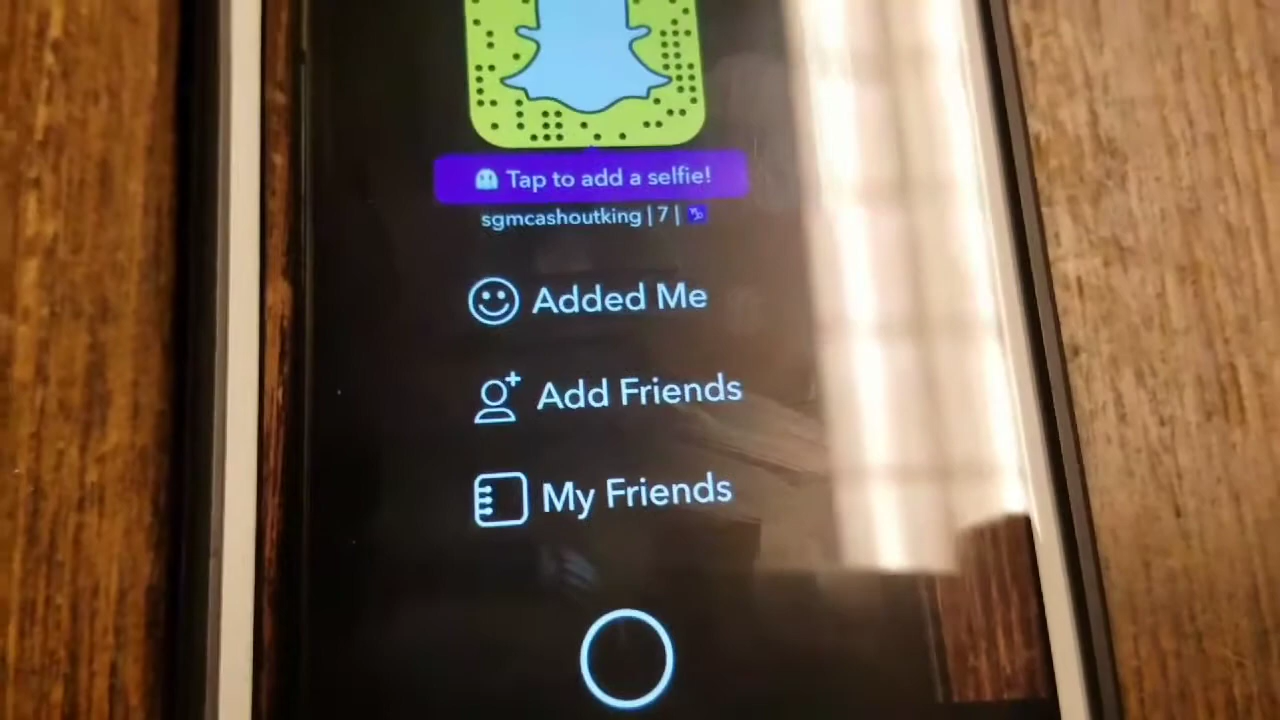 Tap to add a selfie!
sgmcashoutking | 7 |
Added Me
Add Friends
My Friends